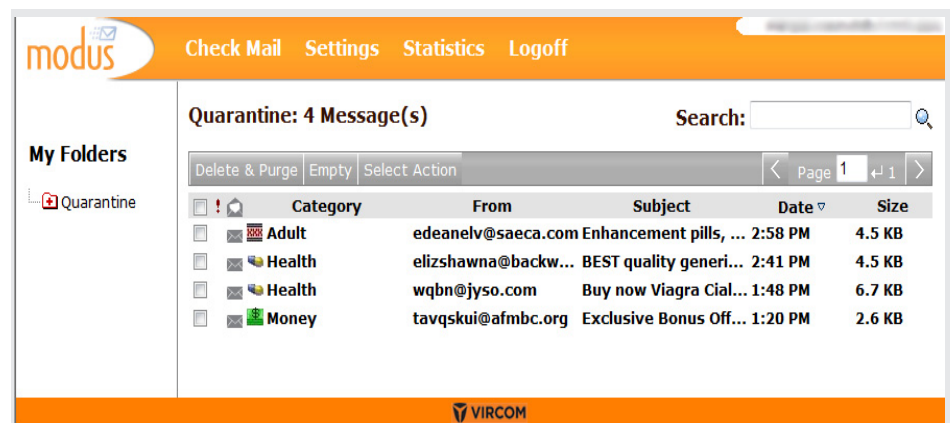 modus Check Mail Settings Statistics Logoff
Quarantine: 4 Message(s) Search:
My Folders
Delete & Purge Empty Select Action Page 1 1
Quarantine
! Category From Subject Date Size
XXX Adult edeanelv@saeca.com Enhancement pills, ... 2:58 PM 4.5 KB
Health elizshawna@backw... BEST quality generi... 2:41 PM 4.5 KB
Health wqbn@jyso.com Buy now Viagra Cial... 1:48 PM 6.7 KB
$ Money tavqskui@afmbc.org Exclusive Bonus Off... 1:20 PM 2.6 KB
VIRCOM